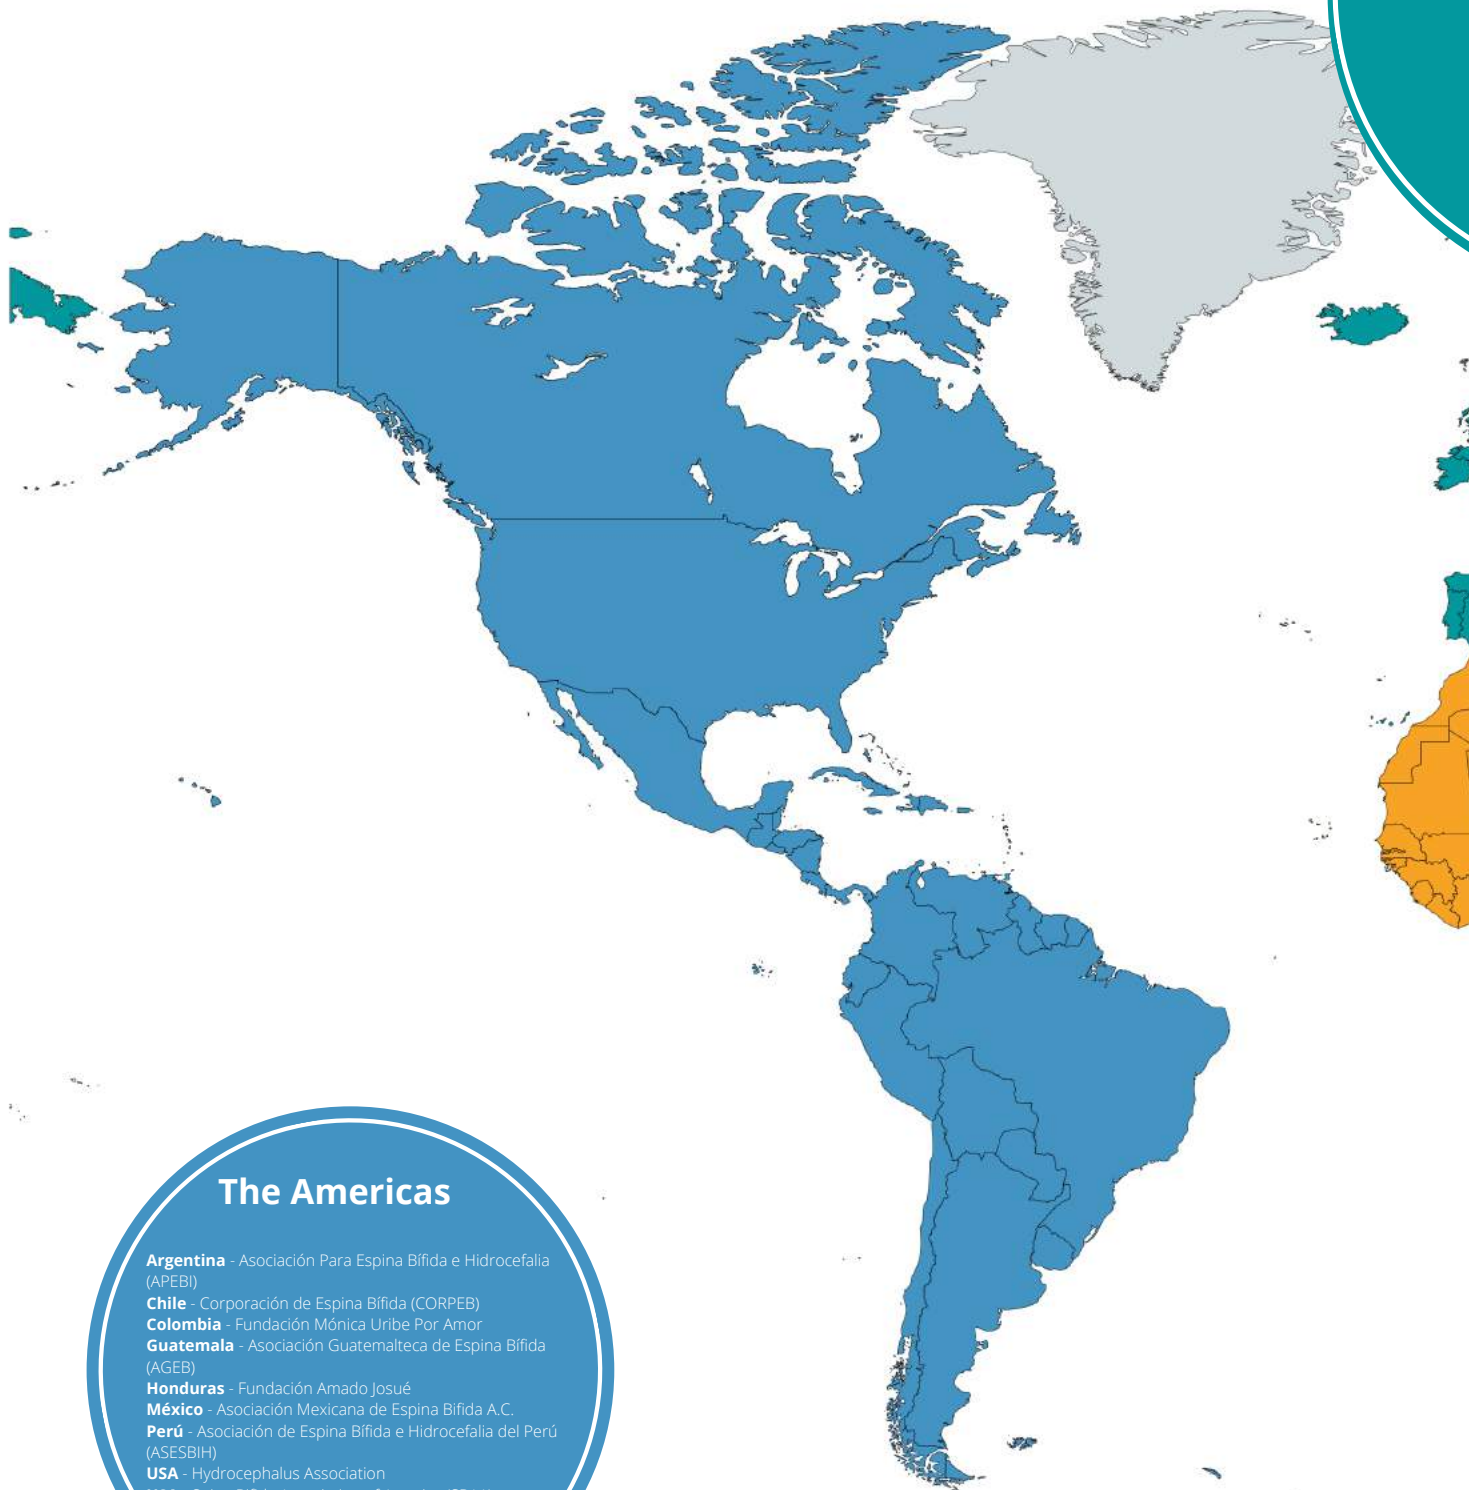 The Americas
Argentina - Asociación Para Espina Bífida e Hidrocefalia
(APEBI)
Chile - Corporación de Espina Bífida (CORPEB)
Colombia - Fundación Mónica Uribe Por Amor
Guatemala - Asociación Guatemalteca de Espina Bífida
(AGEB)
Honduras - Fundación Amado Josué
México - Asociación Mexicana de Espina Bifida A.C.
Perú - Asociación de Espina Bífida e Hidrocefalia del Perú
(ASESBIH)
USA - Hydrocephalus Association